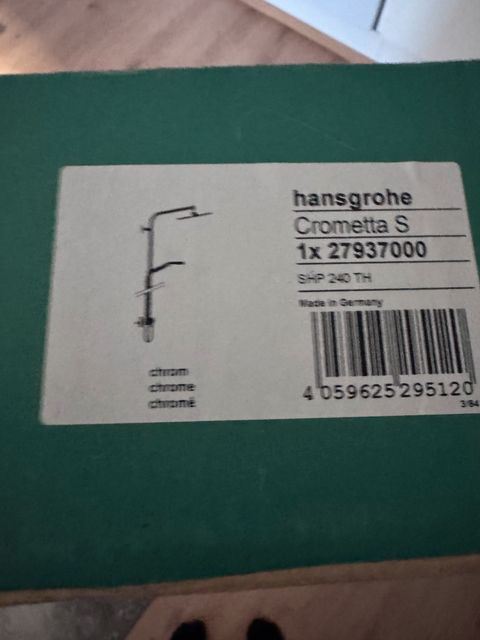 hansgrohe
Crometta S
1x 27937000
SHP 240 TH
Made in Germany
chrom
chrome
chromé
4 059625 295120
3/84